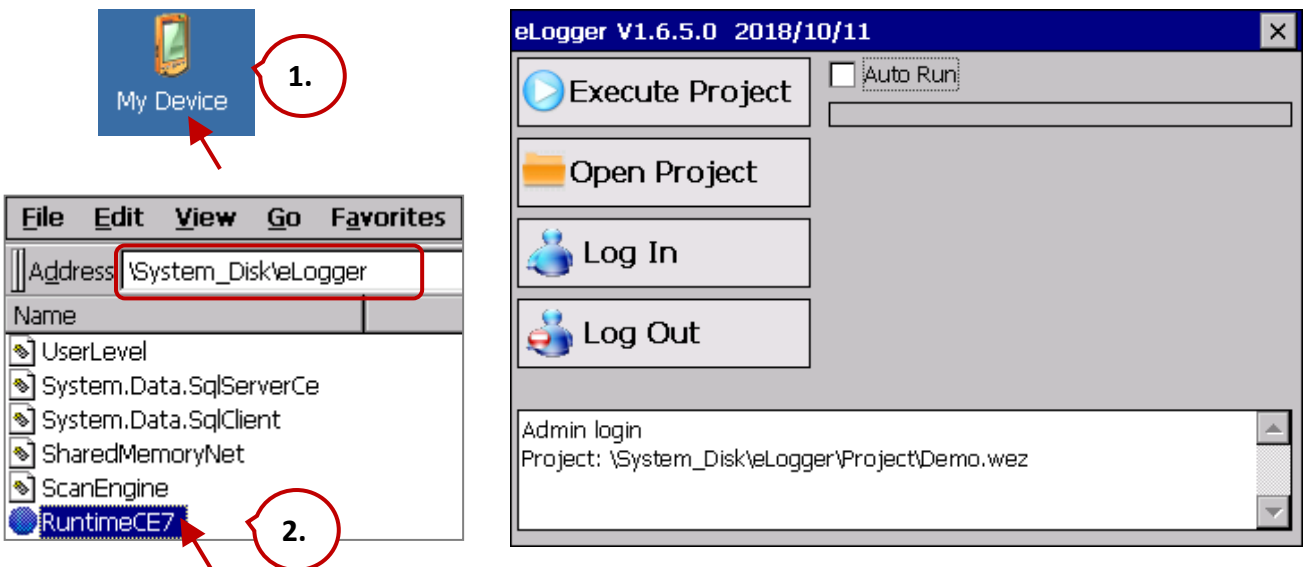 My Device
1.
File Edit View Go Favorites
Address \System_Disk\eLogger
Name
UserLevel
System.Data.SqlServerCe
System.Data.SqlClient
SharedMemoryNet
ScanEngine
RuntimeCE7
2.
eLogger V1.6.5.0 2018/10/11
Execute Project
Auto Run
Open Project
Log In
Log Out
Admin login
Project: \System_Disk\eLogger\Project\Demo.wez